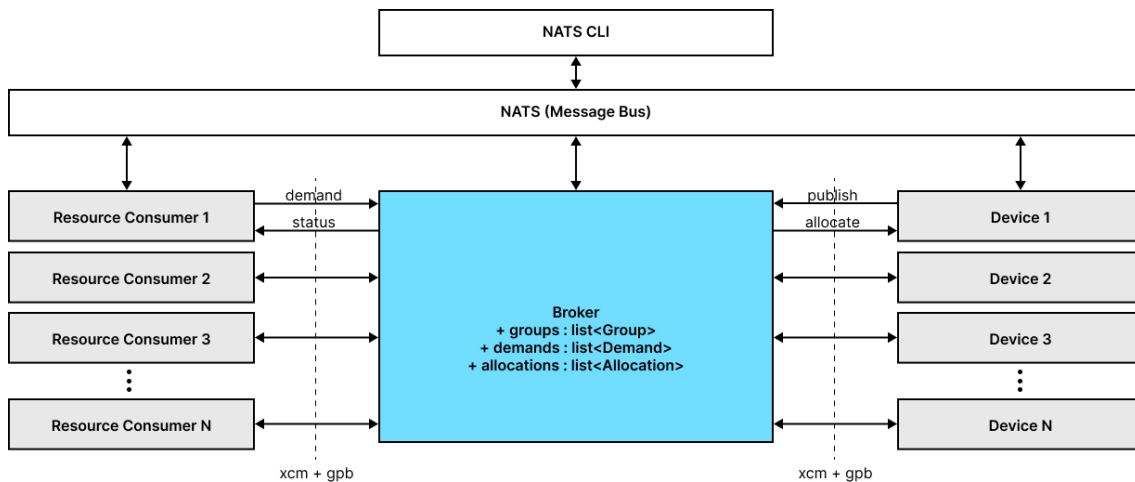 NATS CLI
NATS (Message Bus)
demand
publish
Resource Consumer 1
status
allocate
Device 1
Resource Consumer 2
Device 2
Broker
+ groups : list<Group>
+ demands : list<Demand>
+ allocations : list<Allocation>
Resource Consumer 3
Device 3
Resource Consumer N
Device N
xcm + gpb
xcm + gpb